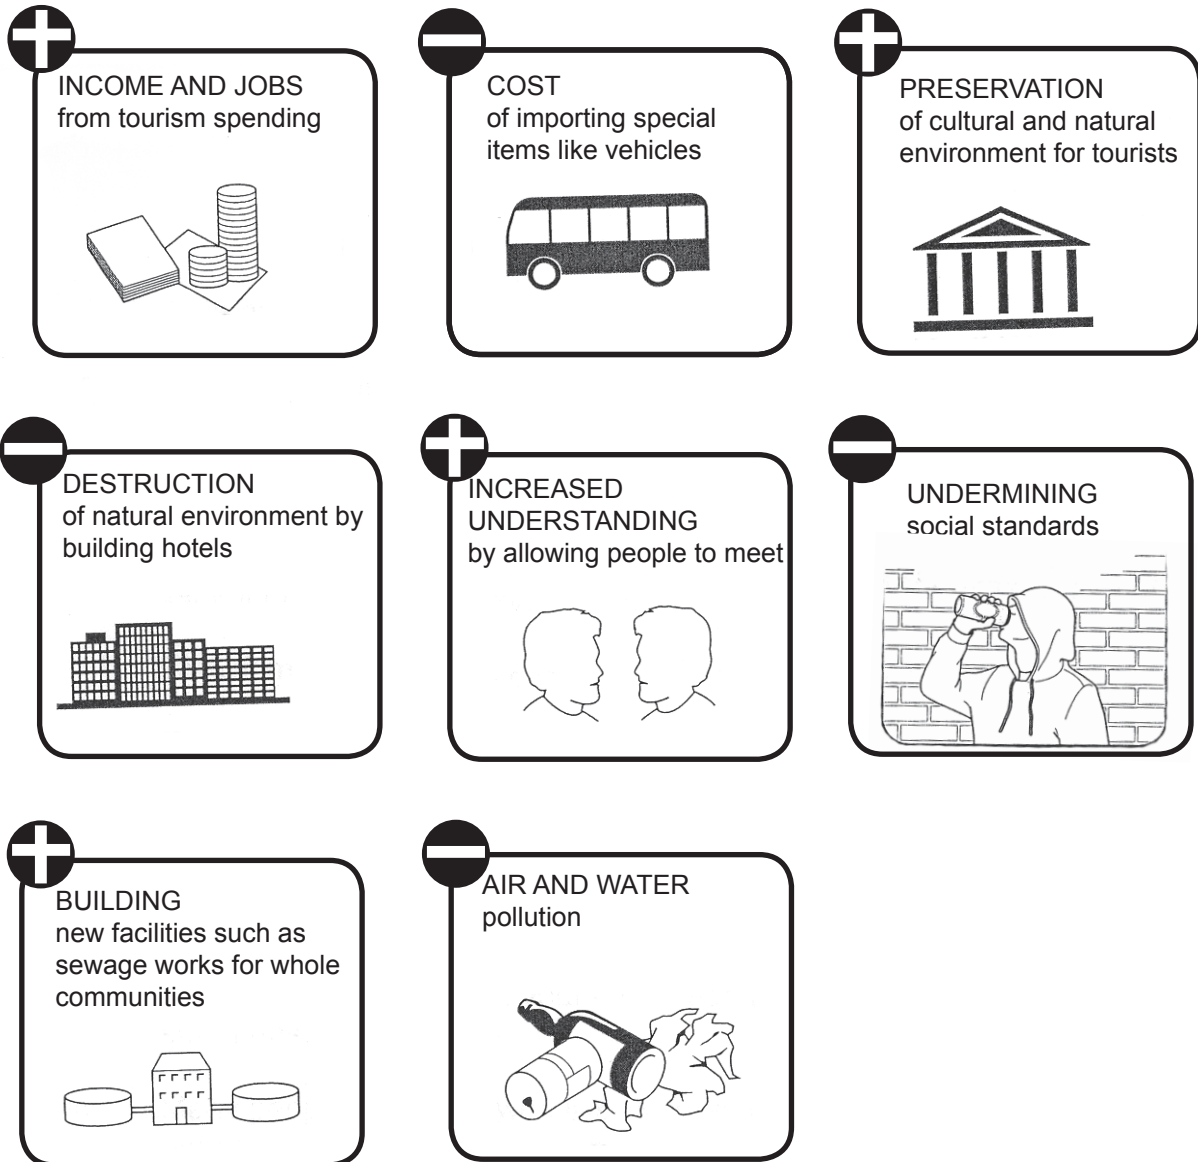 INCOME AND JOBS
from tourism spending
COST
of importing special
items like vehicles
PRESERVATION
of cultural and natural
environment for tourists
DESTRUCTION
of natural environment by
building hotels
INCREASED
UNDERSTANDING
by allowing people to meet
UNDERMINING
social standards
BUILDING
new facilities such as
sewage works for whole
communities
AIR AND WATER
pollution